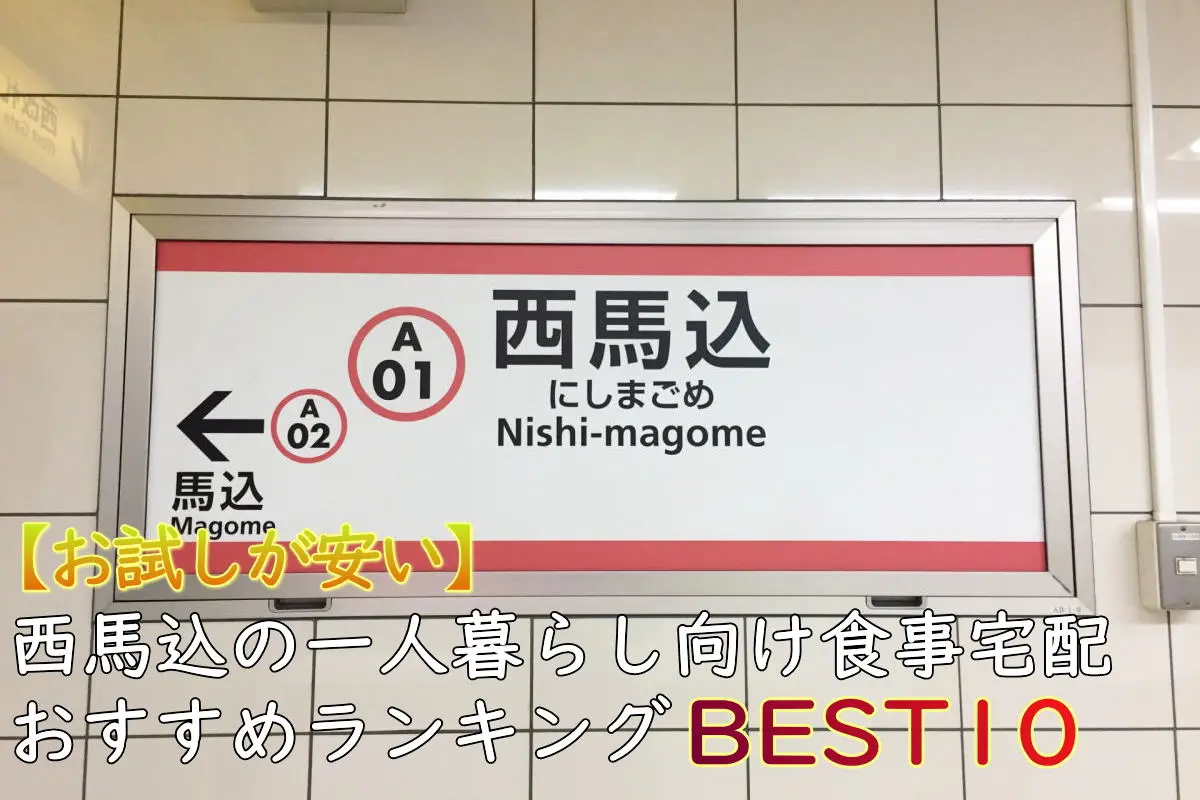 西馬込
にしまごめ
Nishi-magome
A
01
A
02
馬込
Magome
【お試しが安い】
西馬込の一人暮らし向け食事宅配
おすすめランキングBEST10